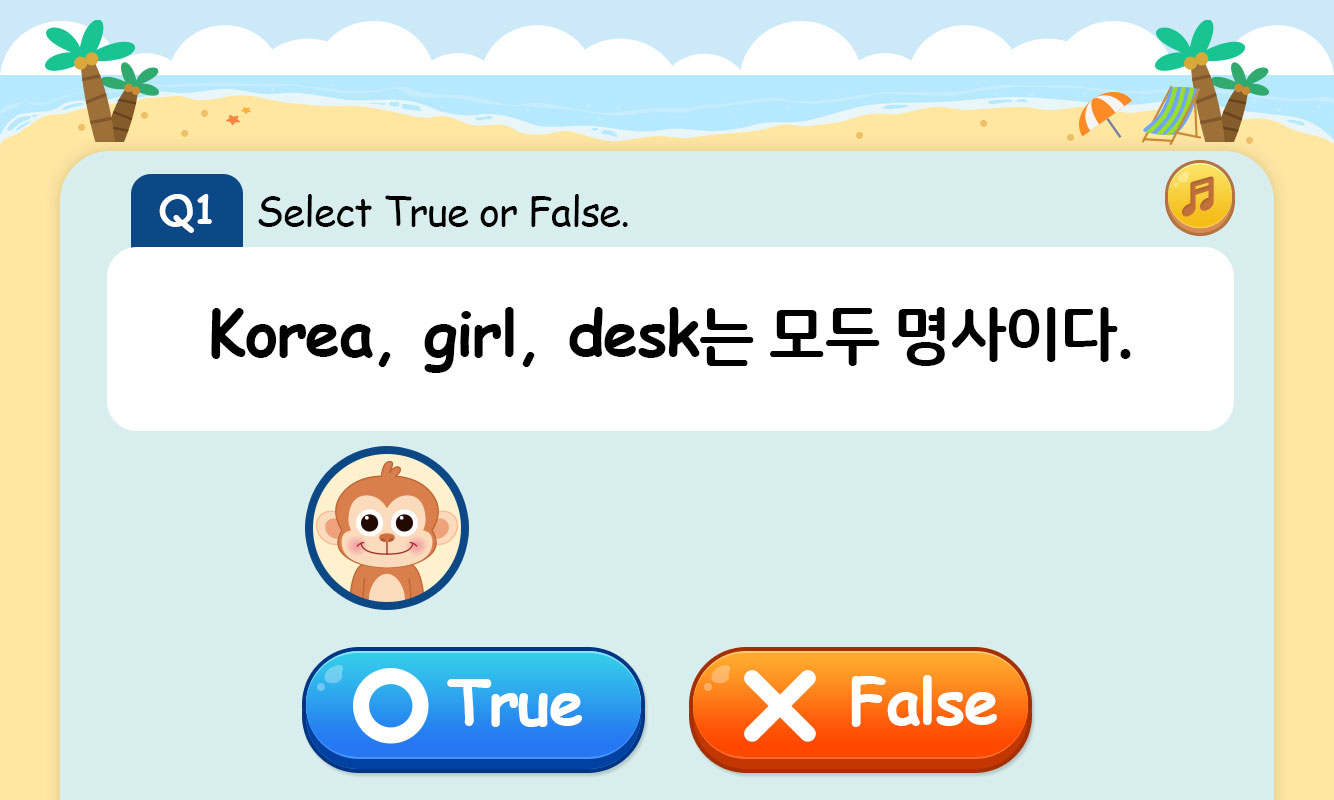 Q1 Select True or False.
Korea, girl, desk는 모두 명사이다.
True False